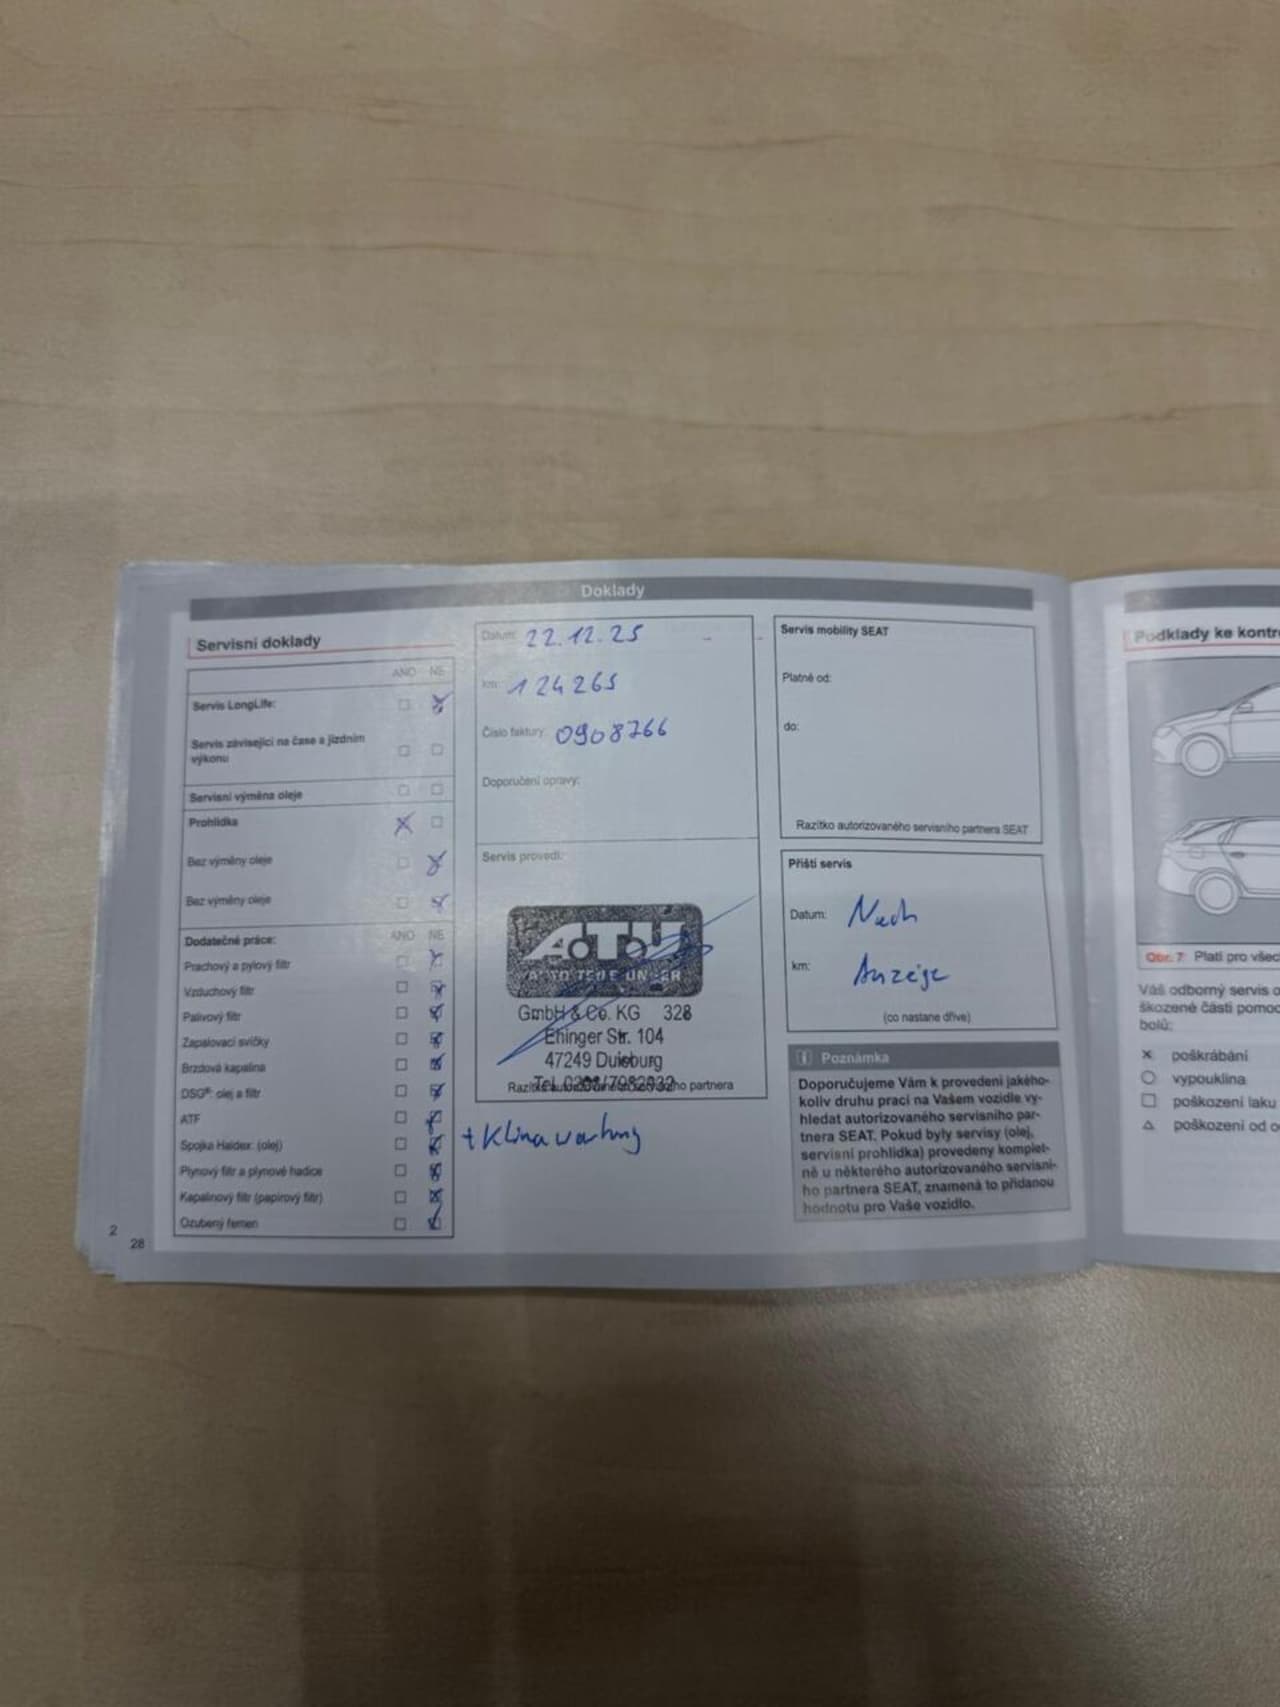 Doklady
Servisní doklady
ANO NE
Servis LongLife:
Servis závisející na čase a jízdním
výkonu
Servisní výměna oleje
Prohlídka
Bez výměny oleje
Bez výměny oleje
Dodatečné práce: ANO NE
Prachový a pylový filtr
Vzduchový filtr
Palivový filtr
Zapalovací svíčky
Brzdová kapalina
DSG®: olej a filtr
ATF
Spojka Haldex: (olej)
Plynový filtr a plynové hadice
Kapalinový filtr (papírový filtr)
Ozubený řemen
2
28
Datum: 22.12.25
km: 124265
Číslo faktury: 0908766
Doporučení opravy:
Servis provedl:
A.T.U
AUTO TEILE UNGER
GmbH & Co. KG 328
Ehinger Str. 104
47249 Duisburg
Tel. 0203/7982032
+ Klimawartung
Servis mobility SEAT
Platné od:
do:
Razítko autorizovaného servisního partnera SEAT
Příští servis
Datum: Nach
km: Anzeige
(co nastane dříve)
i Poznámka
Doporučujeme Vám k provedení jakého-
koliv druhu prací na Vašem vozidle vy-
hledat autorizovaného servisního par-
tnera SEAT. Pokud byly servisy (olej,
servisní prohlídka) provedeny komplet-
ně u některého autorizovaného servisní-
ho partnera SEAT, znamená to přidanou
hodnotu pro Vaše vozidlo.
Podklady ke kontr
Obr. 7 Platí pro všec
Váš odborný servis o
škozené části pomoc
bolů:
× poškrábání
○ vypouklina
□ poškození laku
△ poškození od o